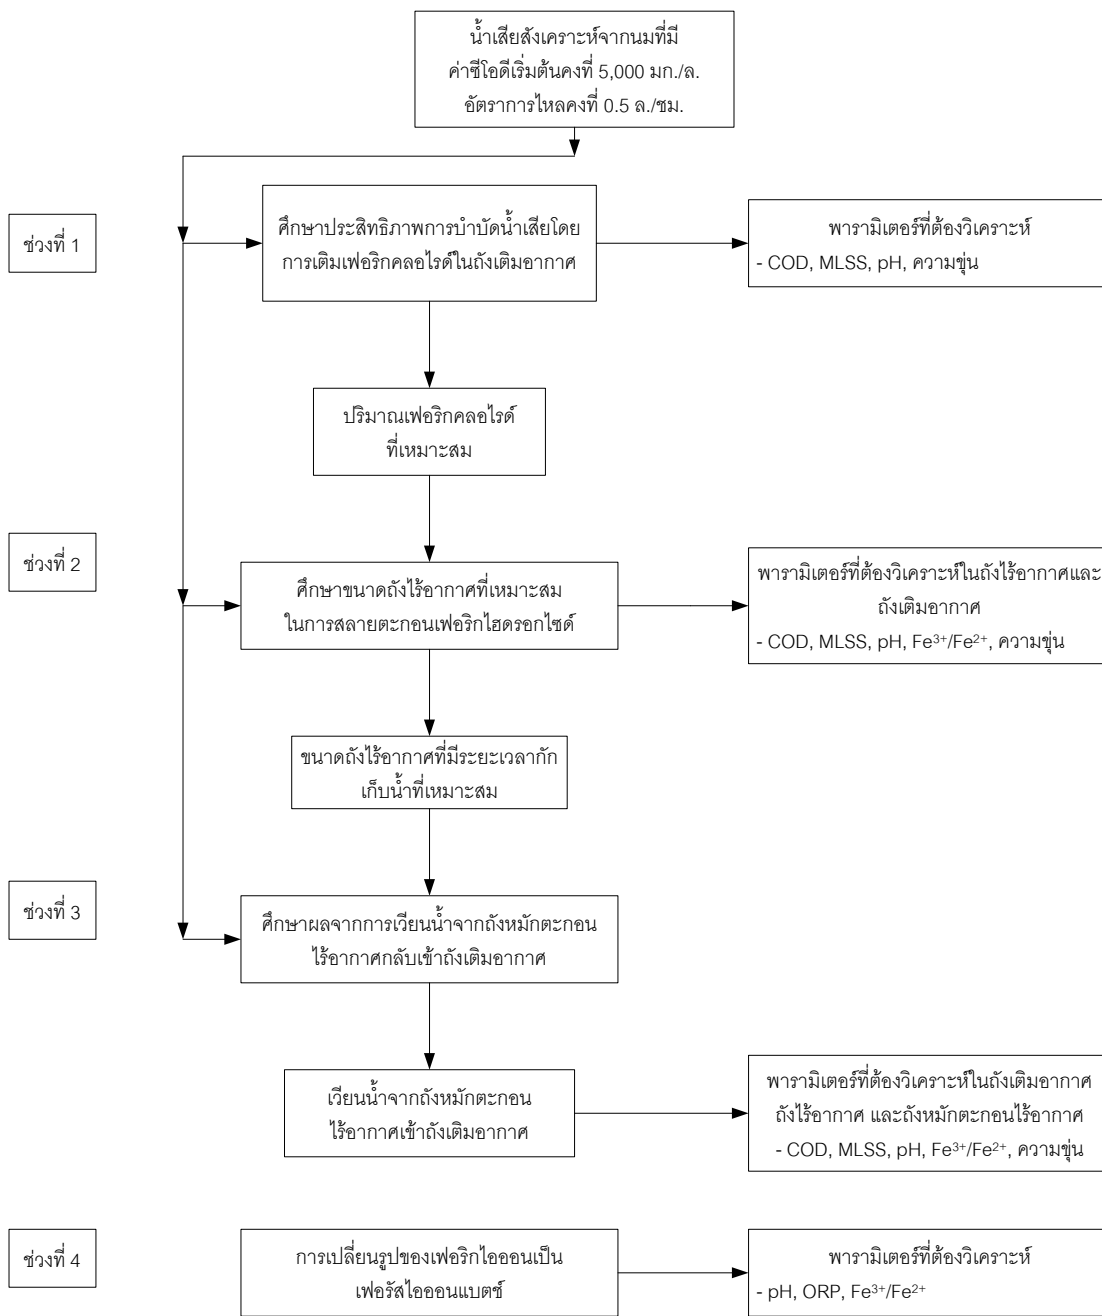 น้ำเสียสังเคราะห์จากนมที่มี
ค่าซีโอดีเริ่มต้นคงที่ 5,000 มก./ล.
อัตราการไหลคงที่ 0.5 ล./ชม.
ช่วงที่ 1
ศึกษาประสิทธิภาพการบำบัดน้ำเสียโดย
การเติมเฟอริกคลอไรด์ในถังเติมอากาศ
พารามิเตอร์ที่ต้องวิเคราะห์
- COD, MLSS, pH, ความขุ่น
ปริมาณเฟอริกคลอไรด์
ที่เหมาะสม
ช่วงที่ 2
ศึกษาขนาดถังไร้อากาศที่เหมาะสม
ในการสลายตะกอนเฟอริกไฮดรอกไซด์
พารามิเตอร์ที่ต้องวิเคราะห์ในถังไร้อากาศและ
ถังเติมอากาศ
- COD, MLSS, pH, Fe³⁺/Fe²⁺, ความขุ่น
ขนาดถังไร้อากาศที่มีระยะเวลากัก
เก็บน้ำที่เหมาะสม
ช่วงที่ 3
ศึกษาผลจากการเวียนน้ำจากถังหมักตะกอน
ไร้อากาศกลับเข้าถังเติมอากาศ
เวียนน้ำจากถังหมักตะกอน
ไร้อากาศเข้าถังเติมอากาศ
พารามิเตอร์ที่ต้องวิเคราะห์ในถังเติมอากาศ
ถังไร้อากาศ และถังหมักตะกอนไร้อากาศ
- COD, MLSS, pH, Fe³⁺/Fe²⁺, ความขุ่น
ช่วงที่ 4
การเปลี่ยนรูปของเฟอริกไอออนเป็น
เฟอรัสไอออนแบตช์
พารามิเตอร์ที่ต้องวิเคราะห์
- pH, ORP, Fe³⁺/Fe²⁺